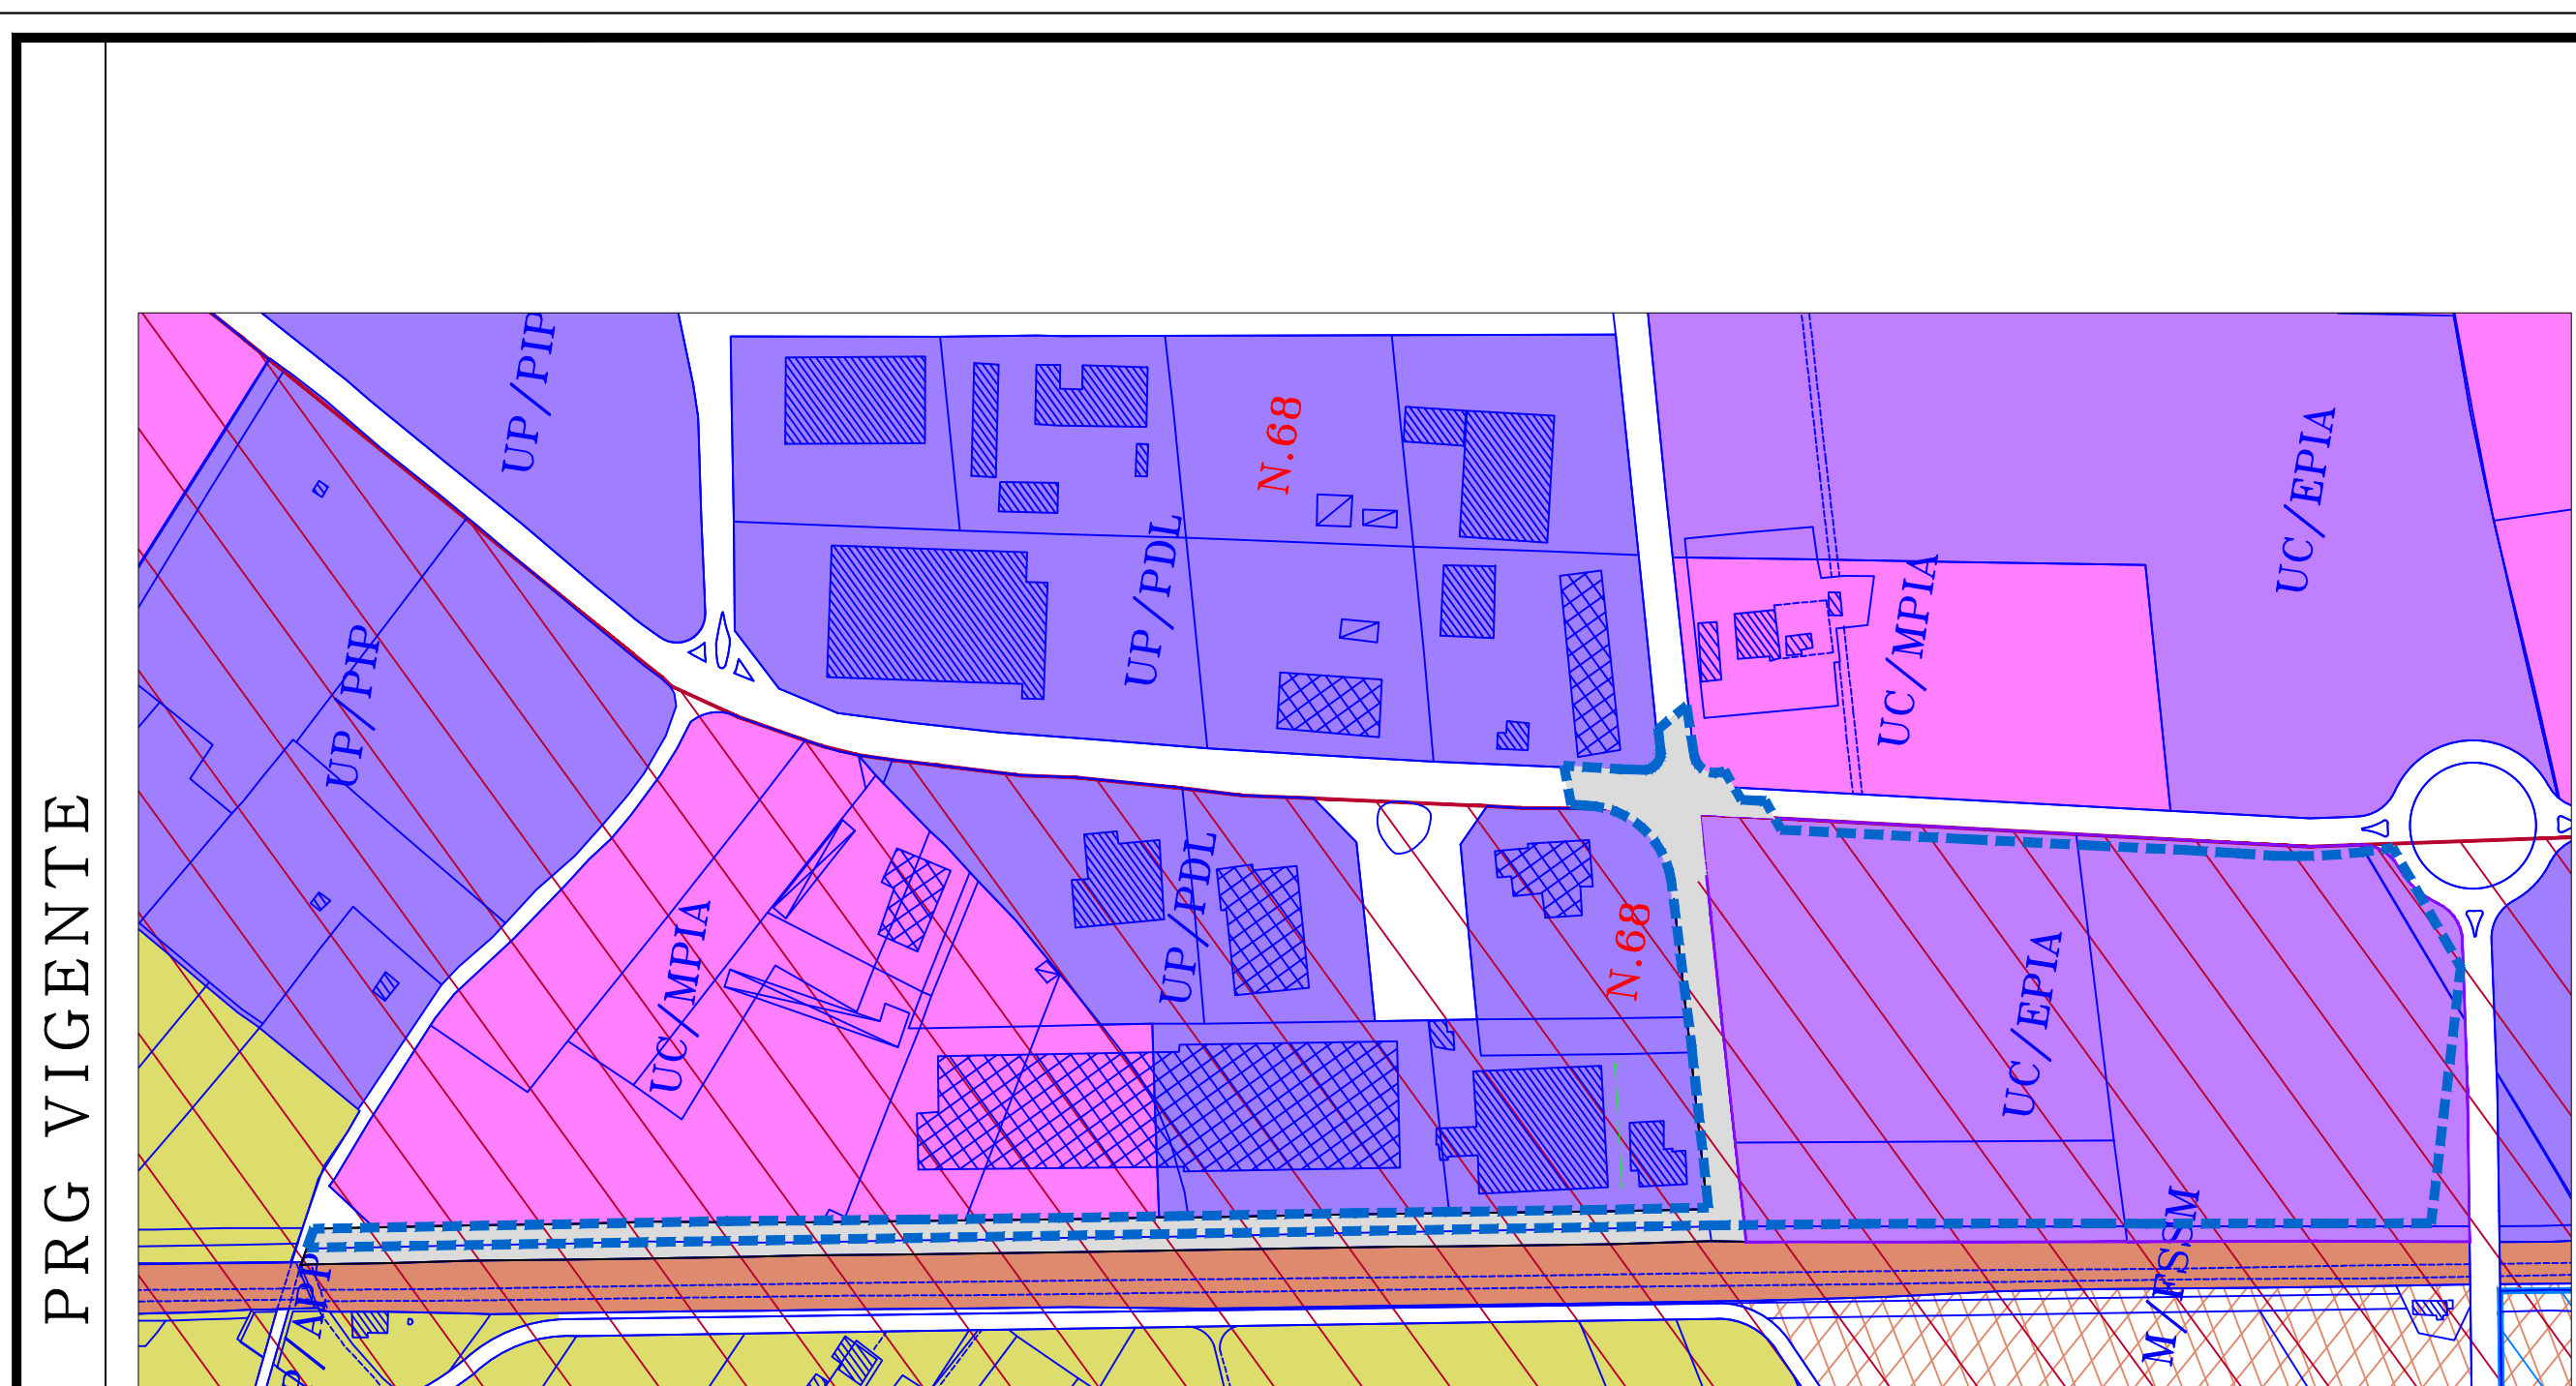 PRG VIGENTE
UP/PIP
N.68
UC/EPIA
UP/PDL
UC/MPIA
UP/PIP
UP/PDL
UC/MPIA
N.68
UC/EPIA
M/FSSM